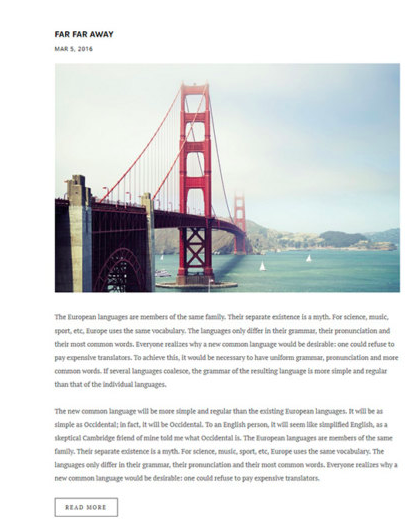 FAR FAR AWAY
MAR 5, 2016
The European languages are members of the same family. Their separate existence is a myth. For science, music,
sport, etc, Europe uses the same vocabulary. The languages only differ in their grammar, their pronunciation and
their most common words. Everyone realizes why a new common language would be desirable: one could refuse to
pay expensive translators. To achieve this, it would be necessary to have uniform grammar, pronunciation and more
common words. If several languages coalesce, the grammar of the resulting language is more simple and regular
than that of the individual languages.
The new common language will be more simple and regular than the existing European languages. It will be as
simple as Occidental; in fact, it will be Occidental. To an English person, it will seem like simplified English, as a
skeptical Cambridge friend of mine told me what Occidental is. The European languages are members of the same
family. Their separate existence is a myth. For science, music, sport, etc, Europe uses the same vocabulary. The
languages only differ in their grammar, their pronunciation and their most common words. Everyone realizes why a
new common language would be desirable: one could refuse to pay expensive translators.
READ MORE